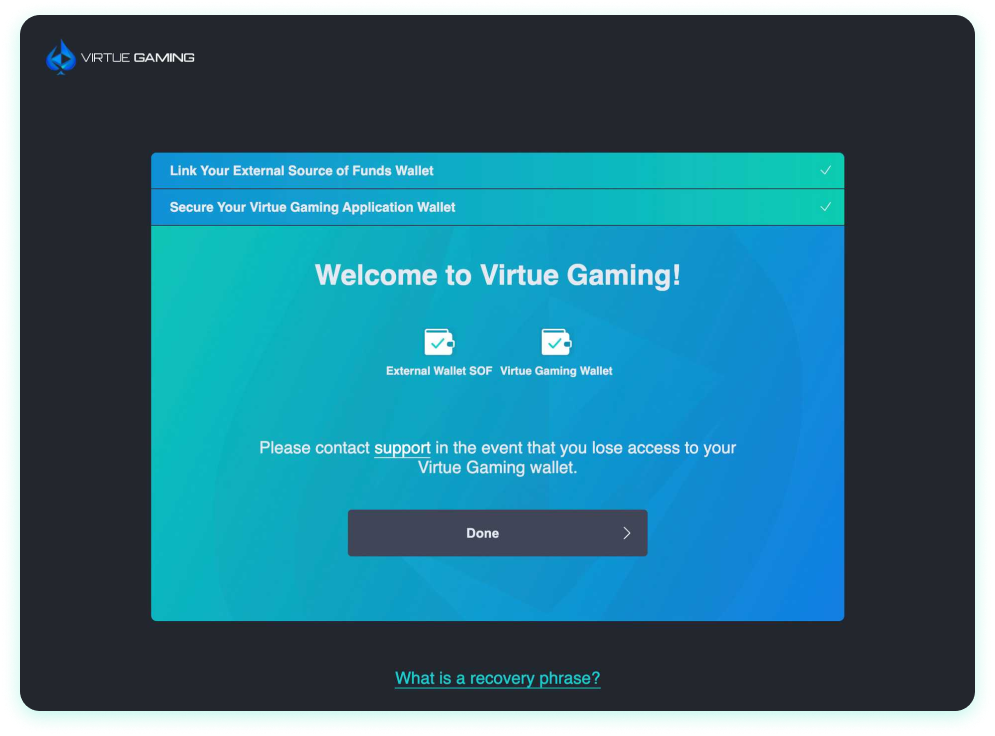 VIRTUE GAMING
Link Your External Source of Funds Wallet
Secure Your Virtue Gaming Application Wallet
Welcome to Virtue Gaming!
External Wallet SOF Virtue Gaming Wallet
Please contact support in the event that you lose access to your
Virtue Gaming wallet.
Done
What is a recovery phrase?